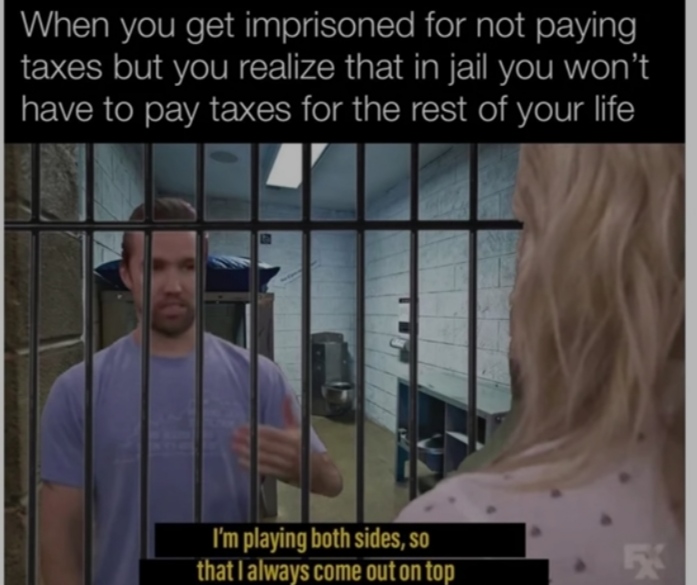 When you get imprisoned for not paying
taxes but you realize that in jail you won't
have to pay taxes for the rest of your life
I'm playing both sides, so
that I always come out on top
FX